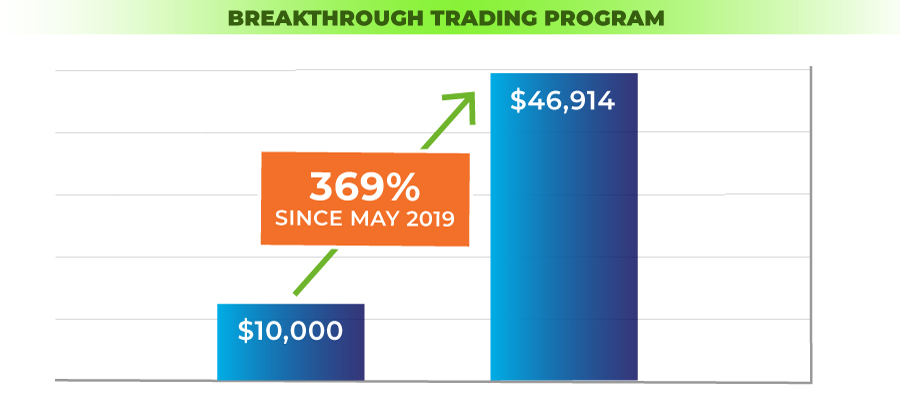 BREAKTHROUGH TRADING PROGRAM
$46,914
369%
SINCE MAY 2019
$10,000